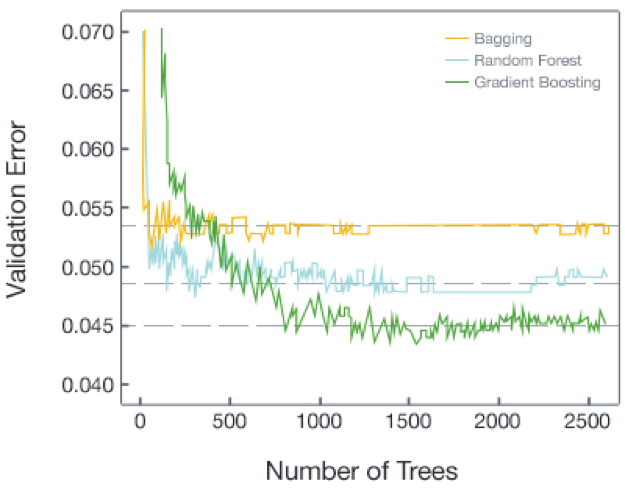 0.070
Bagging
Random Forest
0.065
Gradient Boosting
0.060
0.055
0.050
0.045
0.040
Validation Error
0 500 1000 1500 2000 2500
Number of Trees